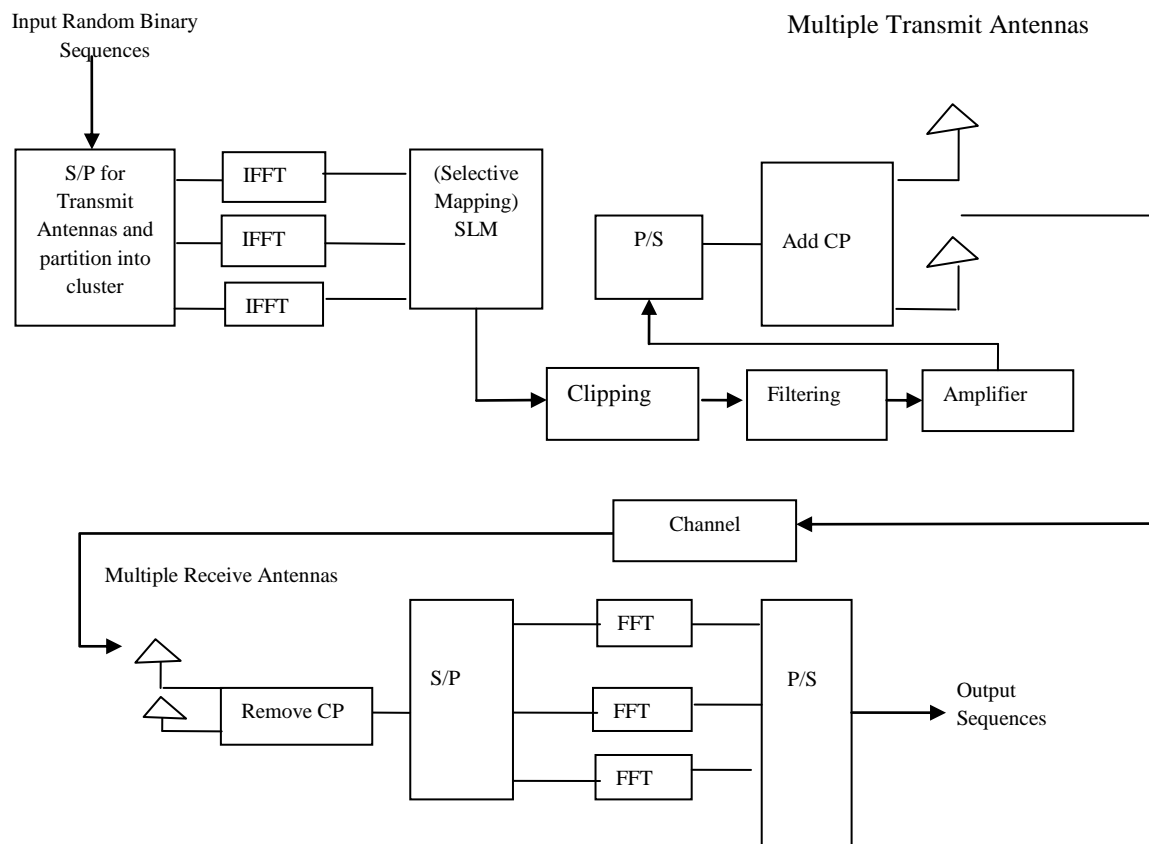 Input Random Binary
Sequences
Multiple Transmit Antennas
S/P for
Transmit
Antennas and
partition into
cluster
IFFT
IFFT
IFFT
(Selective
Mapping)
SLM
P/S
Add CP
Clipping
Filtering
Amplifier
Channel
Multiple Receive Antennas
Remove CP
S/P
FFT
FFT
FFT
P/S
Output
Sequences